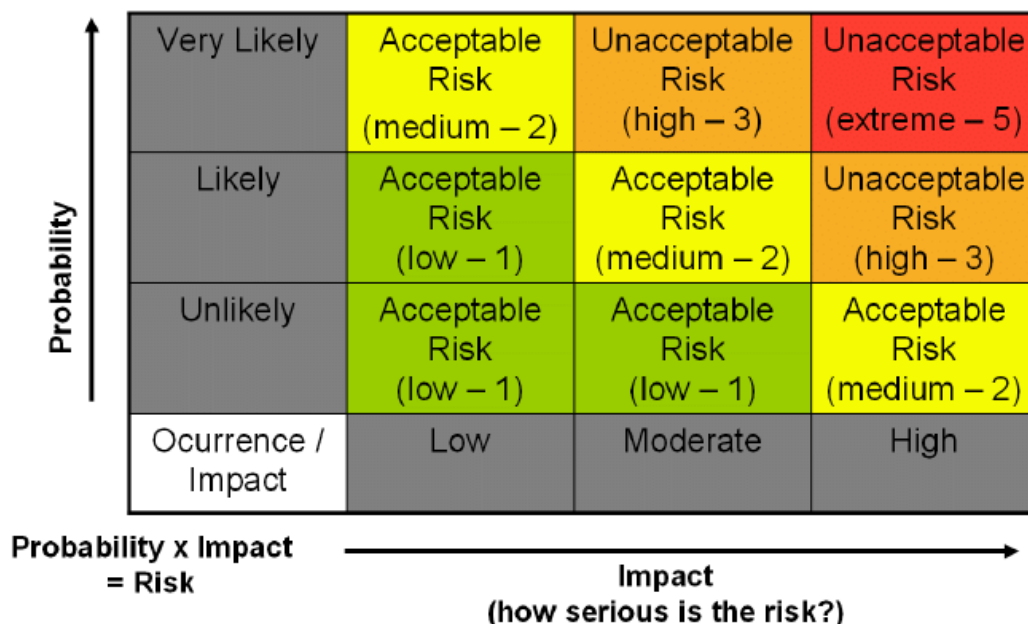 Very Likely
Acceptable
Risk
(medium – 2)
Unacceptable
Risk
(high – 3)
Unacceptable
Risk
(extreme – 5)
Likely
Acceptable
Risk
(low – 1)
Acceptable
Risk
(medium – 2)
Unacceptable
Risk
(high – 3)
Unlikely
Acceptable
Risk
(low – 1)
Acceptable
Risk
(low – 1)
Acceptable
Risk
(medium – 2)
Ocurrence /
Impact
Low
Moderate
High
Probability
Probability x Impact
= Risk
Impact
(how serious is the risk?)